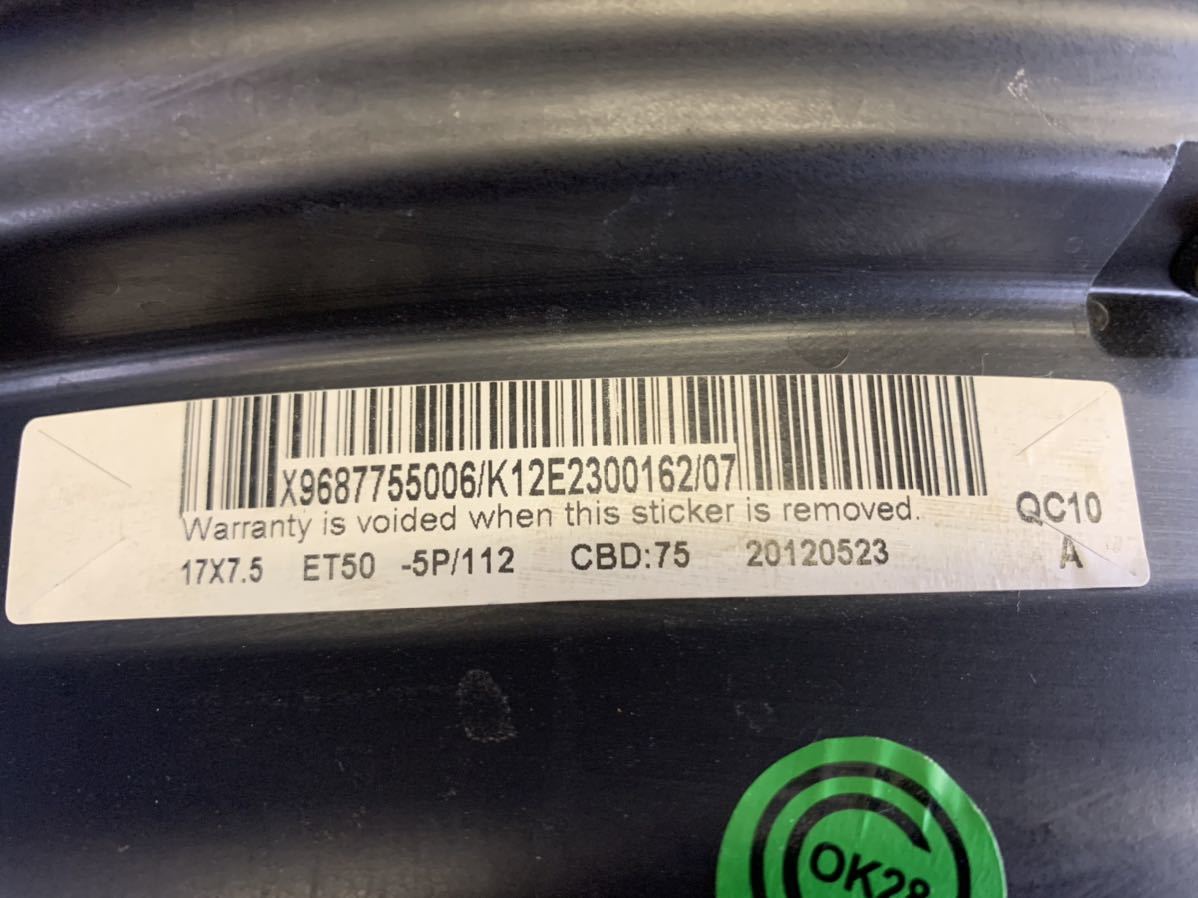 X9687755006/K12E2300162/07
Warranty is voided when this sticker is removed.
QC10
17X7.5 ET50 -5P/112 CBD:75 20120523 A
OK28